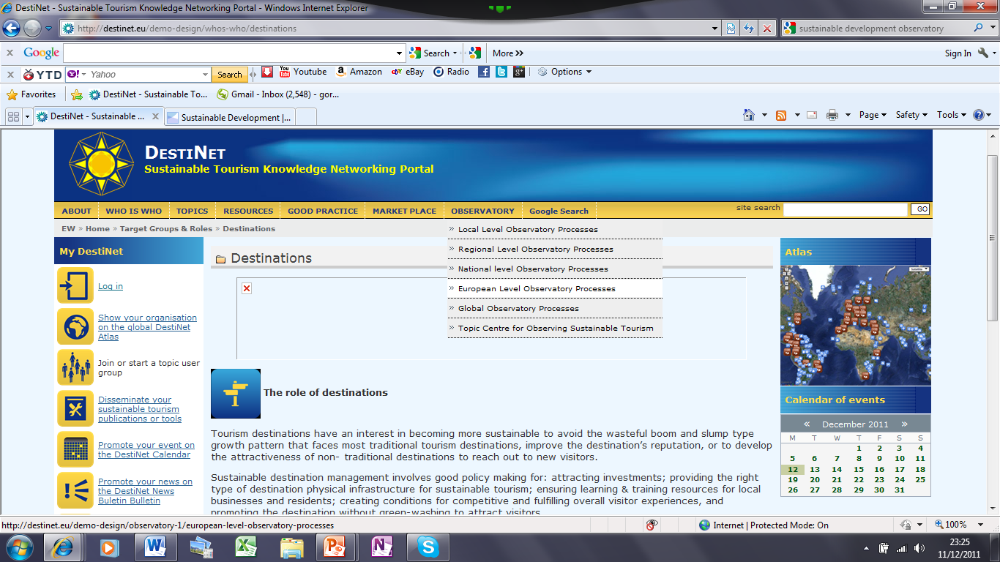 DestiNet - Sustainable Tourism Knowledge Networking Portal - Windows Internet Explorer
http://destinet.eu/demo-design/whos-who/destinations
sustainable development observatory
Google
Search
More »
Sign In
YTD
Y!
Yahoo
Search
You Tube
Youtube
a
Amazon
ebY
eBay
Radio
Options
Favorites
DestiNet - Sustainable To...
Gmail - Inbox (2,548) - gor...
DestiNet - Sustainable ...
Sustainable Development |...
Page
Safety
Tools
DESTINET
Sustainable Tourism Knowledge Networking Portal
ABOUT
WHO IS WHO
TOPICS
RESOURCES
GOOD PRACTICE
MARKET PLACE
OBSERVATORY
Google Search
site search
GO
EW » Home » Target Groups & Roles » Destinations
» Local Level Observatory Processes
» Regional Level Observatory Processes
» National level Observatory Processes
» European Level Observatory Processes
» Global Observatory Processes
» Topic Centre for Observing Sustainable Tourism
My DestiNet
Log in
Show your organisation
on the global DestiNet
Atlas
Join or start a topic user
group
Disseminate your
sustainable tourism
publications or tools
Promote your event on
the DestiNet Calendar
Promote your news on
the DestiNet News
Buletin Bulletin
Destinations
The role of destinations
Tourism destinations have an interest in becoming more sustainable to avoid the wasteful boom and slump type
growth pattern that faces most traditional tourism destinations, improve the destination's reputation, or to develop
the attractiveness of non- traditional destinations to reach out to new visitors.
Sustainable destination management involves good policy making for: attracting investments; providing the right
type of destination physical infrastructure for sustainable tourism; ensuring learning & training resources for local
businesses and residents; creating conditions for competitive and fulfilling overall visitor experiences, and
promoting the destination without green-washing to attract visitors.
Atlas
Calendar of events
« December 2011 »
M T W T F S S
1 2 3 4
5 6 7 8 9 10 11
12 13 14 15 16 17 18
19 20 21 22 23 24 25
26 27 28 29 30 31
http://destinet.eu/demo-design/observatory-1/european-level-observatory-processes
Internet | Protected Mode: On
100%
23:25
11/12/2011